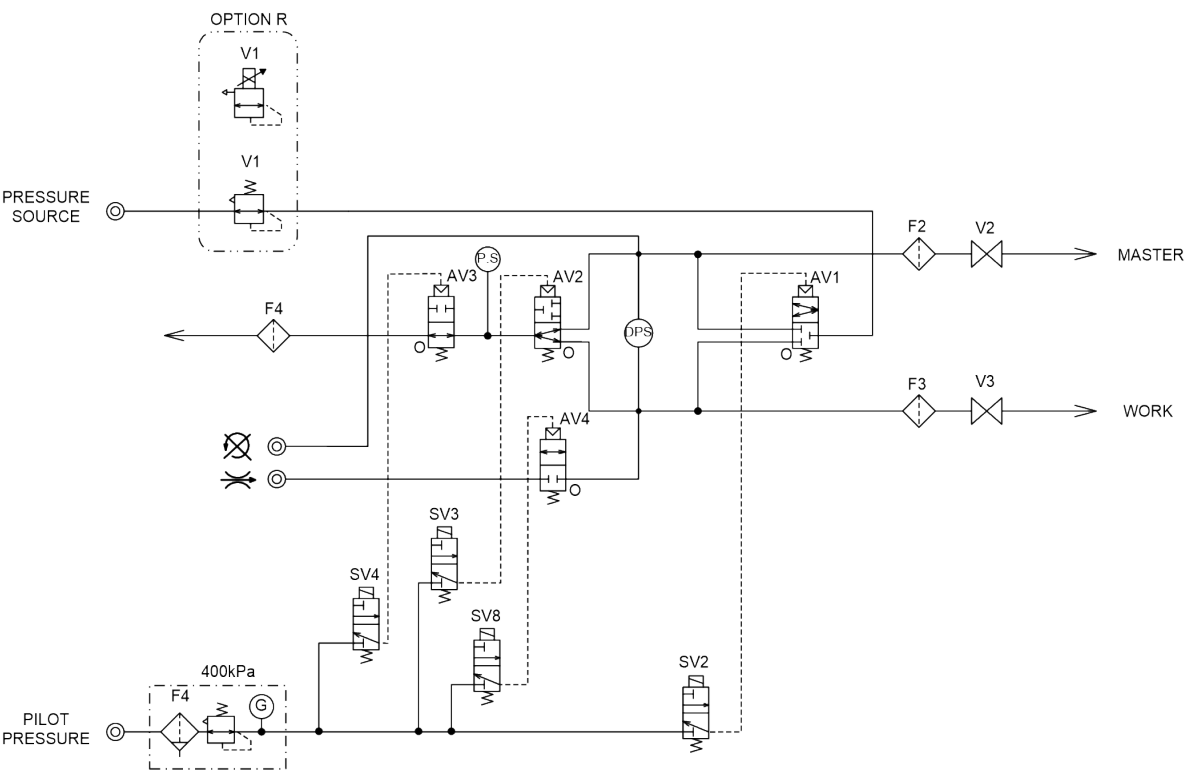 OPTION R
V1
V1
PRESSURE
SOURCE
F2
V2
MASTER
P.S
AV3
AV2
AV1
F4
DPS
O
O
O
F3
V3
WORK
AV4
O
SV3
SV4
SV8
SV2
400kPa
F4
G
PILOT
PRESSURE